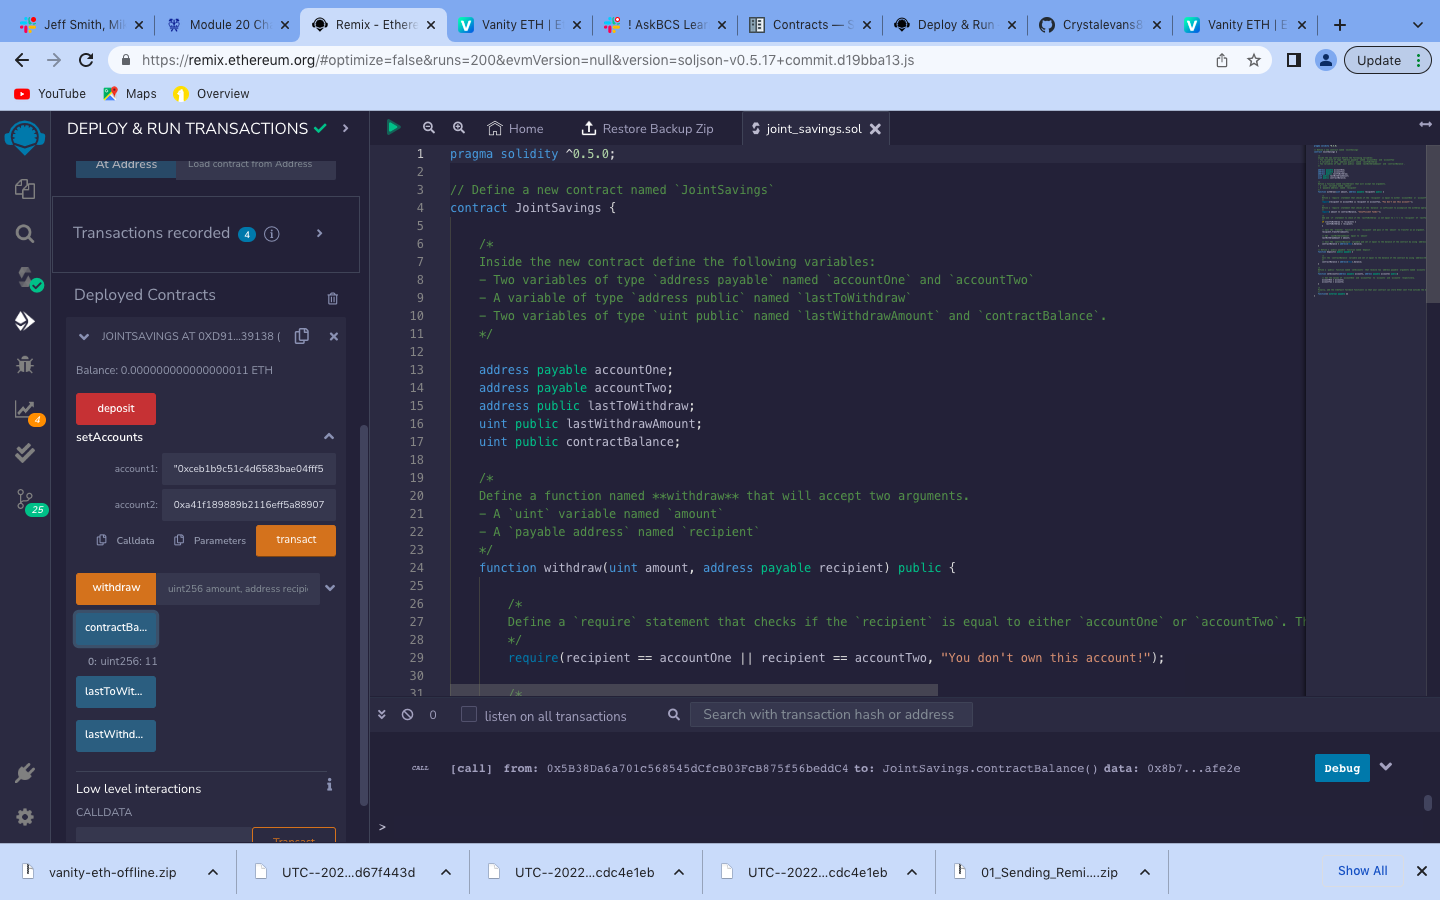 Jeff Smith, Mi
Module 20 Cha
Remix - Ethere
Vanity ETH | E
! AskBCS Lear
Contracts — S
Deploy & Run
Crystalevans8
Vanity ETH | E
https://remix.ethereum.org/#optimize=false&runs=200&evmVersion=null&version=soljson-v0.5.17+commit.d19bba13.js
Update
YouTube
Maps
Overview
DEPLOY & RUN TRANSACTIONS
At Address
Load contract from Address
Transactions recorded 4 i
Deployed Contracts
JOINTSAVINGS AT 0XD91...39138 (
Balance: 0.000000000000000011 ETH
deposit
setAccounts
account1: "0xceb1b9c51c4d6583bae04fff5
account2: 0xa41f189889b2116eff5a88907
Calldata
Parameters
transact
withdraw
uint256 amount, address recipi
contractBa...
0: uint256: 11
lastToWit...
lastWithd...
Low level interactions
i
CALLDATA
Transact
4
25
Home
Restore Backup Zip
joint_savings.sol
1 pragma solidity ^0.5.0;
2
3 // Define a new contract named `JointSavings`
4 contract JointSavings {
5
6 /*
7 Inside the new contract define the following variables:
8 - Two variables of type `address payable` named `accountOne` and `accountTwo`
9 - A variable of type `address public` named `lastToWithdraw`
10 - Two variables of type `uint public` named `lastWithdrawAmount` and `contractBalance`.
11 */
12
13 address payable accountOne;
14 address payable accountTwo;
15 address public lastToWithdraw;
16 uint public lastWithdrawAmount;
17 uint public contractBalance;
18
19 /*
20 Define a function named **withdraw** that will accept two arguments.
21 - A `uint` variable named `amount`
22 - A `payable address` named `recipient`
23 */
24 function withdraw(uint amount, address payable recipient) public {
25
26 /*
27 Define a `require` statement that checks if the `recipient` is equal to either `accountOne` or `accountTwo`. Th
28 */
29 require(recipient == accountOne || recipient == accountTwo, "You don't own this account!");
30
31 /*
0
listen on all transactions
Search with transaction hash or address
CALL
[call] from: 0x5B38Da6a701c568545dCfcB03FcB875f56beddC4 to: JointSavings.contractBalance() data: 0x8b7...afe2e
Debug
>
vanity-eth-offline.zip
UTC--202...d67f443d
UTC--2022...cdc4e1eb
UTC--2022...cdc4e1eb
01_Sending_Remi....zip
Show All